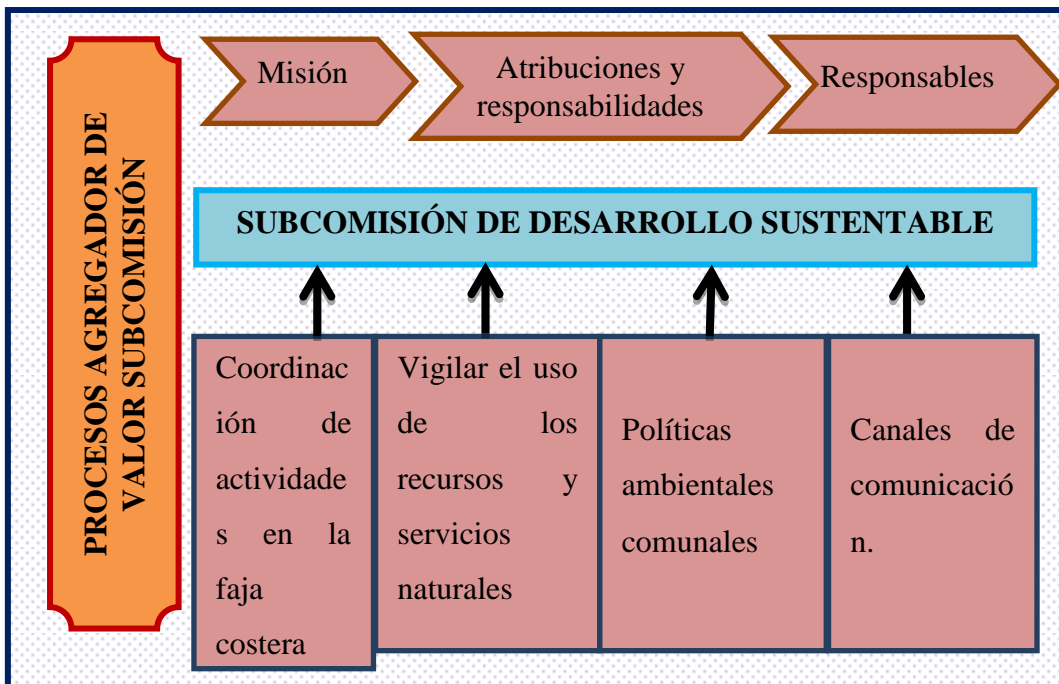 PROCESOS AGREGADOR DE
VALOR SUBCOMISIÓN
Misión
Atribuciones y
responsabilidades
Responsables
SUBCOMISIÓN DE DESARROLLO SUSTENTABLE
Coordinac
ión de
actividade
s en la
faja
costera
Vigilar el uso
de los
recursos y
servicios
naturales
Políticas
ambientales
comunales
Canales de
comunicació
n.